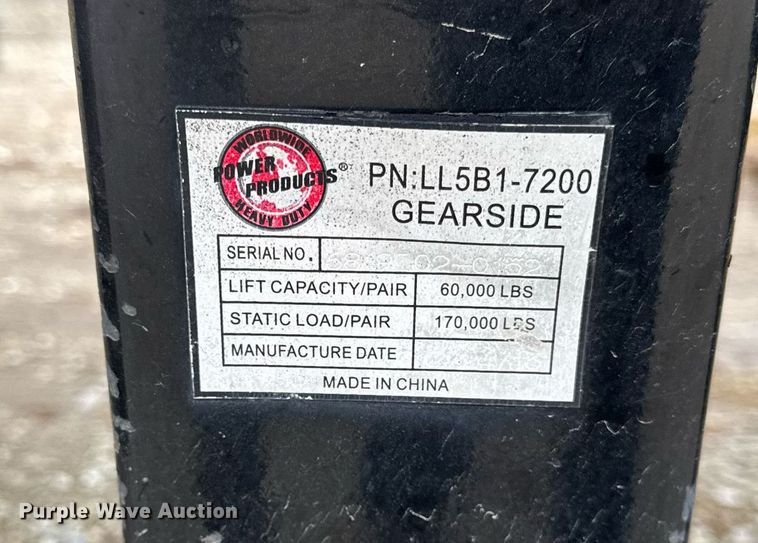 WORLDWIDE
POWER
PRODUCTS®
HEAVY DUTY
PN:LL5B1-7200
GEARSIDE
SERIAL NO.
LIFT CAPACITY/PAIR 60,000 LBS
STATIC LOAD/PAIR 170,000 LBS
MANUFACTURE DATE
MADE IN CHINA
Purple Wave Auction